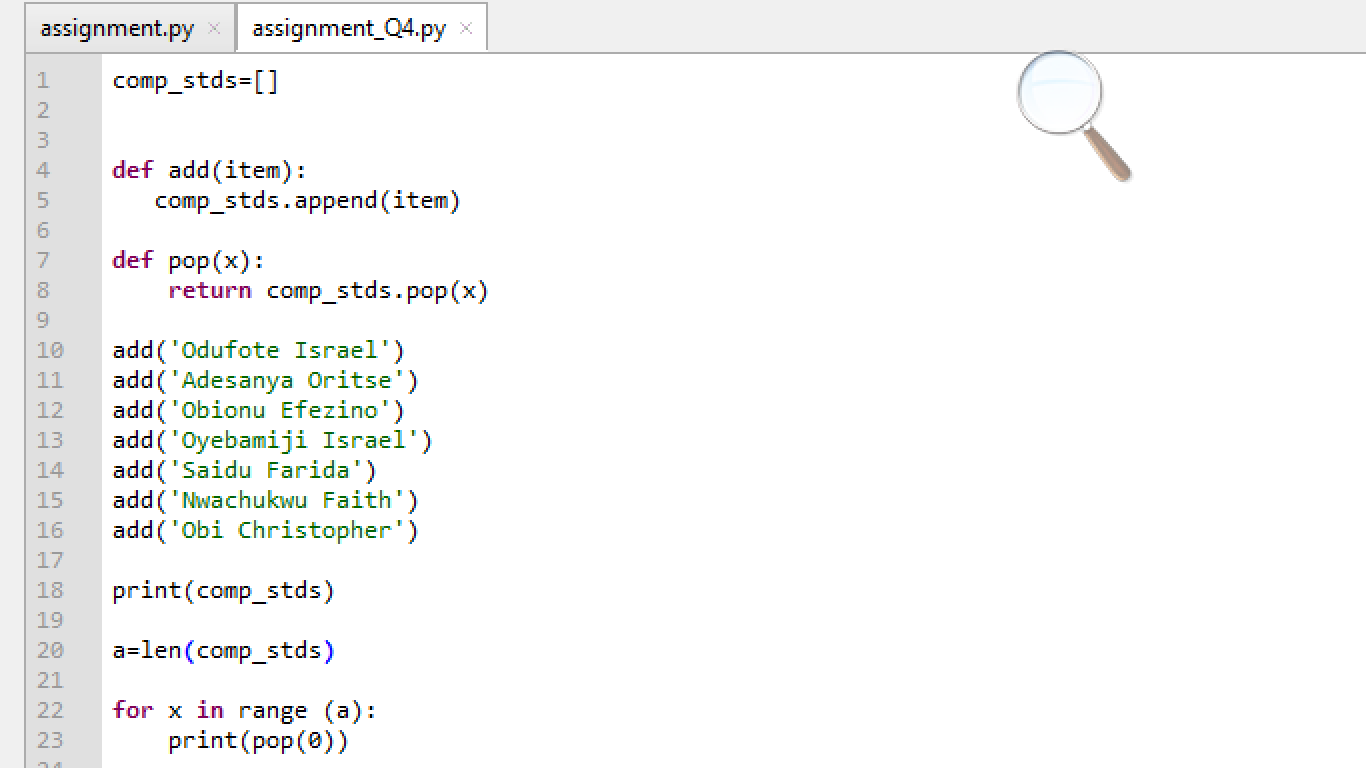 assignment.py × assignment_Q4.py ×
1 comp_stds=[]
2
3
4 def add(item):
5    comp_stds.append(item)
6
7 def pop(x):
8     return comp_stds.pop(x)
9
10 add('Odufote Israel')
11 add('Adesanya Oritse')
12 add('Obionu Efezino')
13 add('Oyebamiji Israel')
14 add('Saidu Farida')
15 add('Nwachukwu Faith')
16 add('Obi Christopher')
17
18 print(comp_stds)
19
20 a=len(comp_stds)
21
22 for x in range (a):
23     print(pop(0))